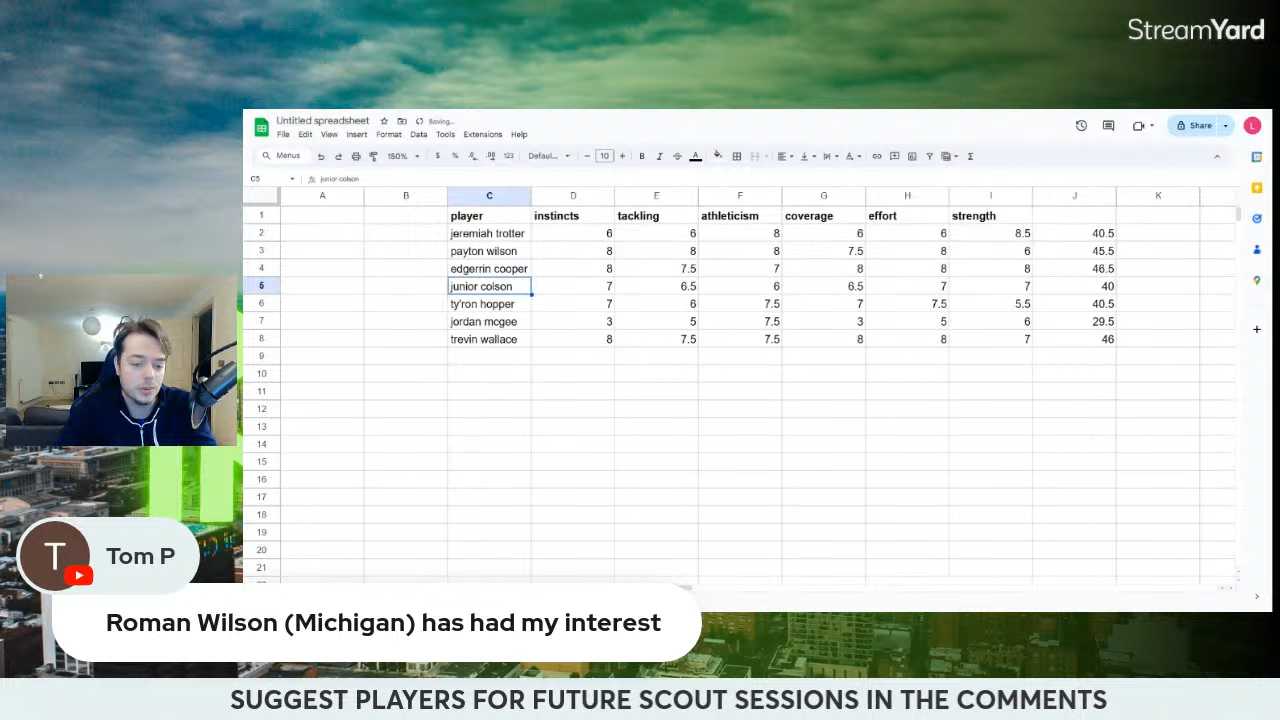 StreamYard
Untitled spreadsheet Saving...
File Edit View Insert Format Data Tools Extensions Help
Share L
Menus 150% $ % .0 .00 123 Defaul... 10 B I A
C5 fx junior colson
A B C D E F G H I J K
1 player instincts tackling athleticism coverage effort strength
2 jeremiah trotter 6 6 8 6 6 8.5 40.5
3 payton wilson 8 8 8 7.5 8 6 45.5
4 edgerrin cooper 8 7.5 7 8 8 8 46.5
5 junior colson 7 6.5 6 6.5 7 7 40
6 ty'ron hopper 7 6 7.5 7 7.5 5.5 40.5
7 jordan mcgee 3 5 7.5 3 5 6 29.5
8 trevin wallace 8 7.5 7.5 8 8 7 46
9
10
11
12
13
14
15
16
17
18
19
20
21
T Tom P
Roman Wilson (Michigan) has had my interest
SUGGEST PLAYERS FOR FUTURE SCOUT SESSIONS IN THE COMMENTS